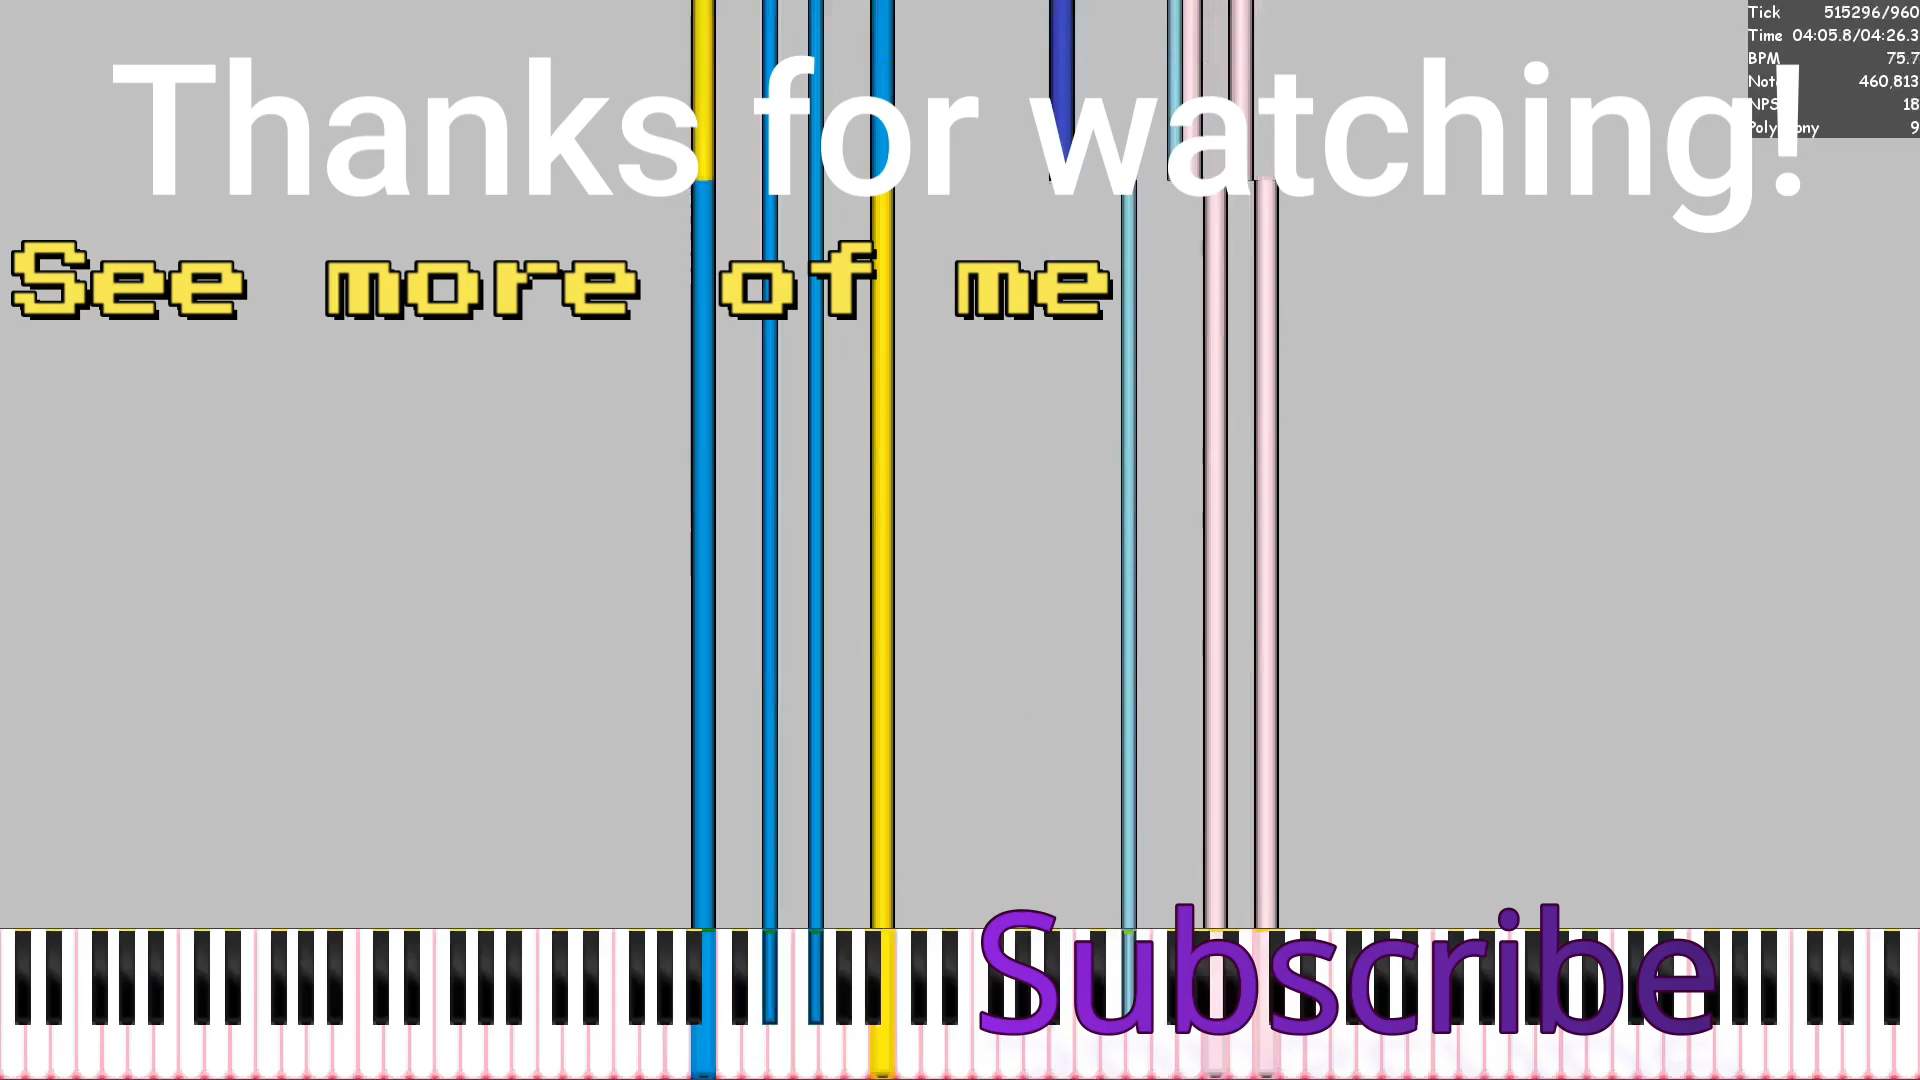 Tick 515296/960
Time 04:05.8/04:26.3
BPM 75.7
460,813
NPS 18
9
Thanks for watching!
See more of me
Subscribe